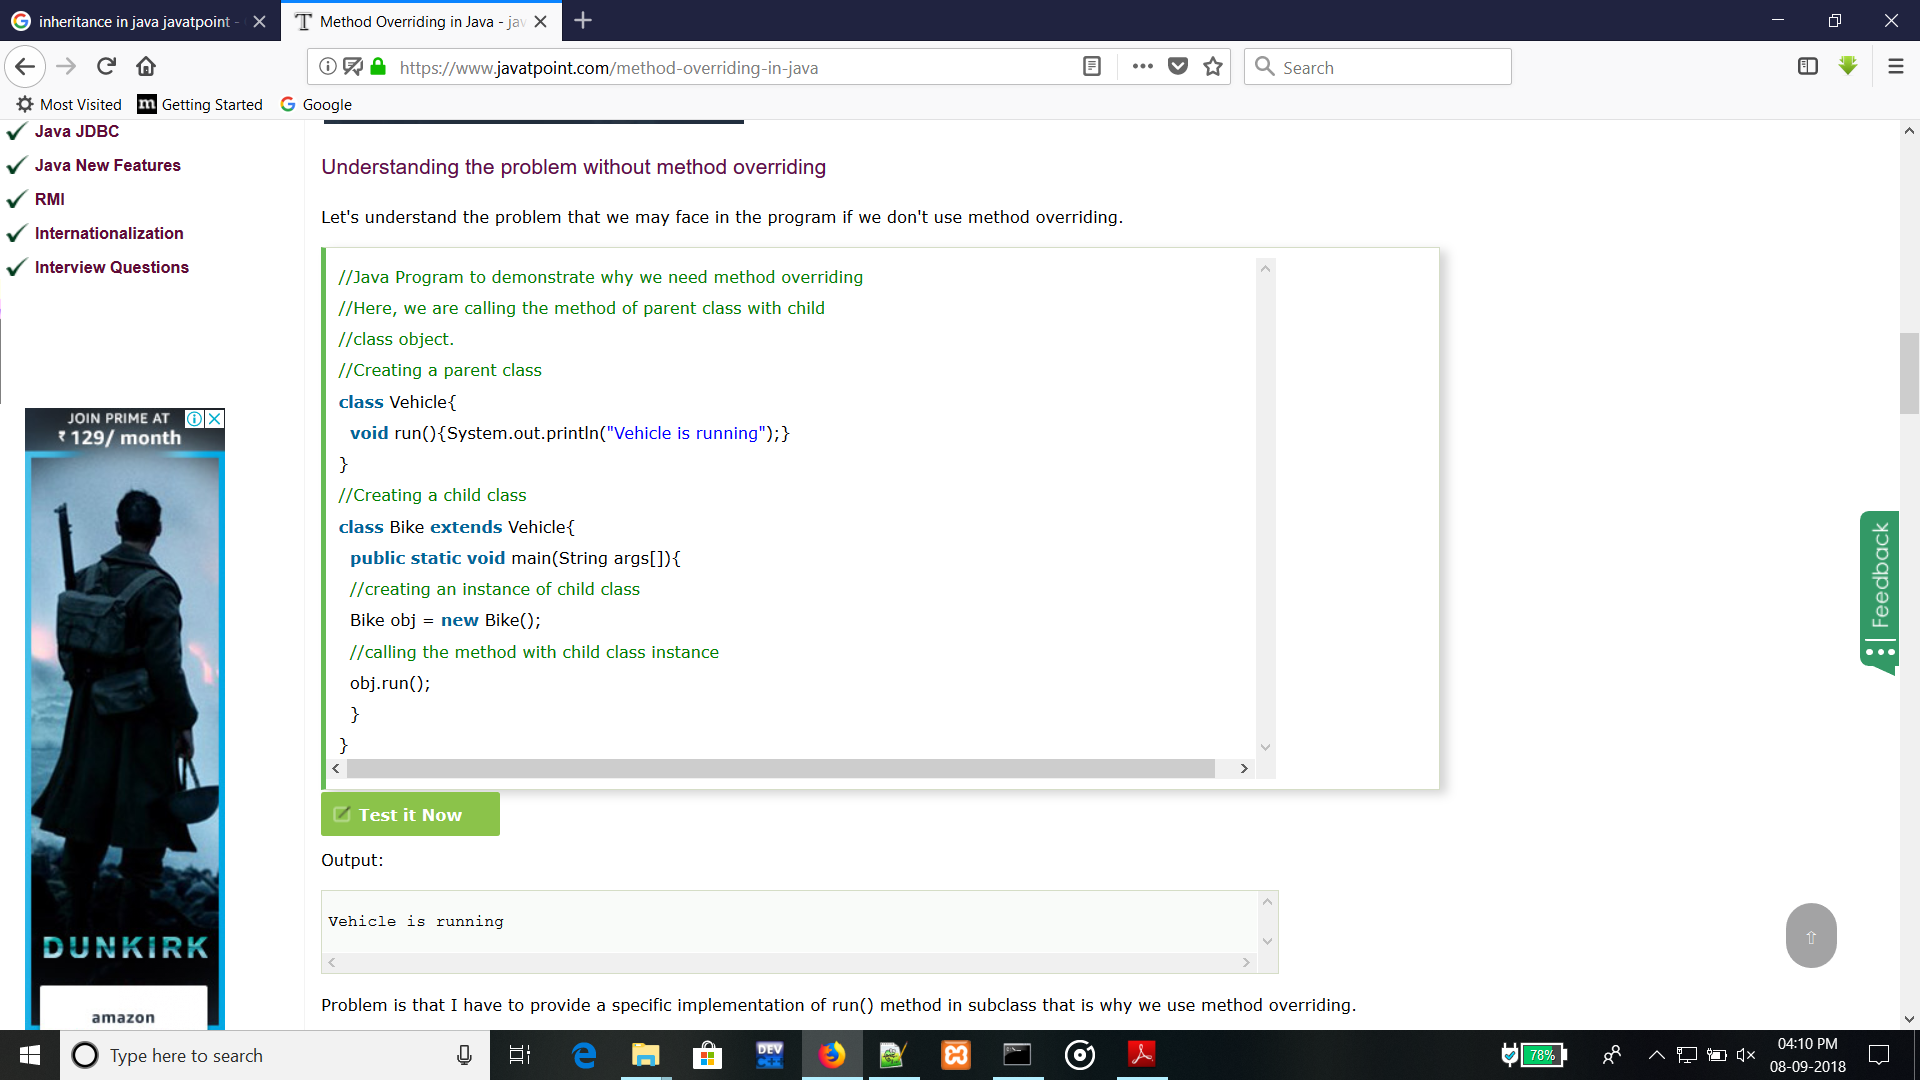 inheritance in java javatpoint -
Method Overriding in Java - jav
https://www.javatpoint.com/method-overriding-in-java
Search
Most Visited
m Getting Started
Google
Java JDBC
Java New Features
RMI
Internationalization
Interview Questions
JOIN PRIME AT
₹ 129/ month
DUNKIRK
amazon
Understanding the problem without method overriding
Let's understand the problem that we may face in the program if we don't use method overriding.
//Java Program to demonstrate why we need method overriding
//Here, we are calling the method of parent class with child
//class object.
//Creating a parent class
class Vehicle{
void run(){System.out.println("Vehicle is running");}
}
//Creating a child class
class Bike extends Vehicle{
public static void main(String args[]){
//creating an instance of child class
Bike obj = new Bike();
//calling the method with child class instance
obj.run();
}
}
Test it Now
Output:
Vehicle is running
Problem is that I have to provide a specific implementation of run() method in subclass that is why we use method overriding.
Feedback
Type here to search
DEV
78%
04:10 PM
08-09-2018